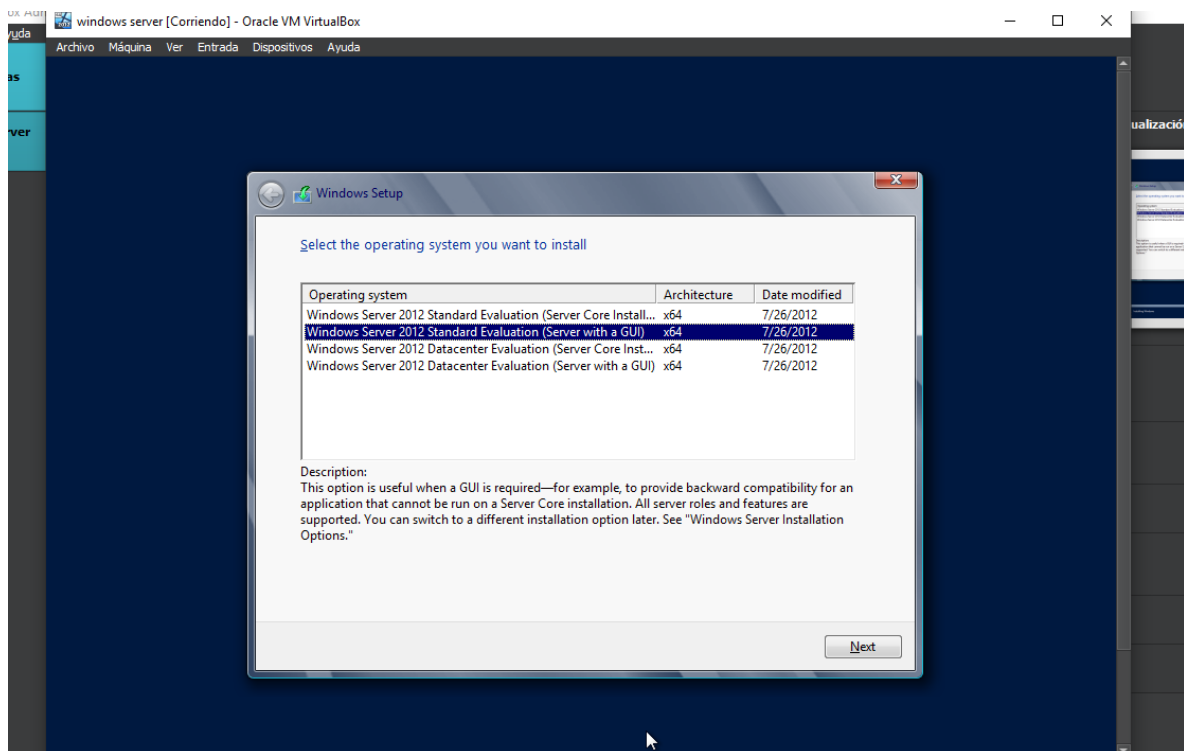 windows server [Corriendo] - Oracle VM VirtualBox
Archivo Máquina Ver Entrada Dispositivos Ayuda
yuda
as
rver
ualizació
Windows Setup
Select the operating system you want to install
Operating system Architecture Date modified
Windows Server 2012 Standard Evaluation (Server Core Install... x64 7/26/2012
Windows Server 2012 Standard Evaluation (Server with a GUI) x64 7/26/2012
Windows Server 2012 Datacenter Evaluation (Server Core Inst... x64 7/26/2012
Windows Server 2012 Datacenter Evaluation (Server with a GUI) x64 7/26/2012
Description:
This option is useful when a GUI is required—for example, to provide backward compatibility for an
application that cannot be run on a Server Core installation. All server roles and features are
supported. You can switch to a different installation option later. See "Windows Server Installation
Options."
Next